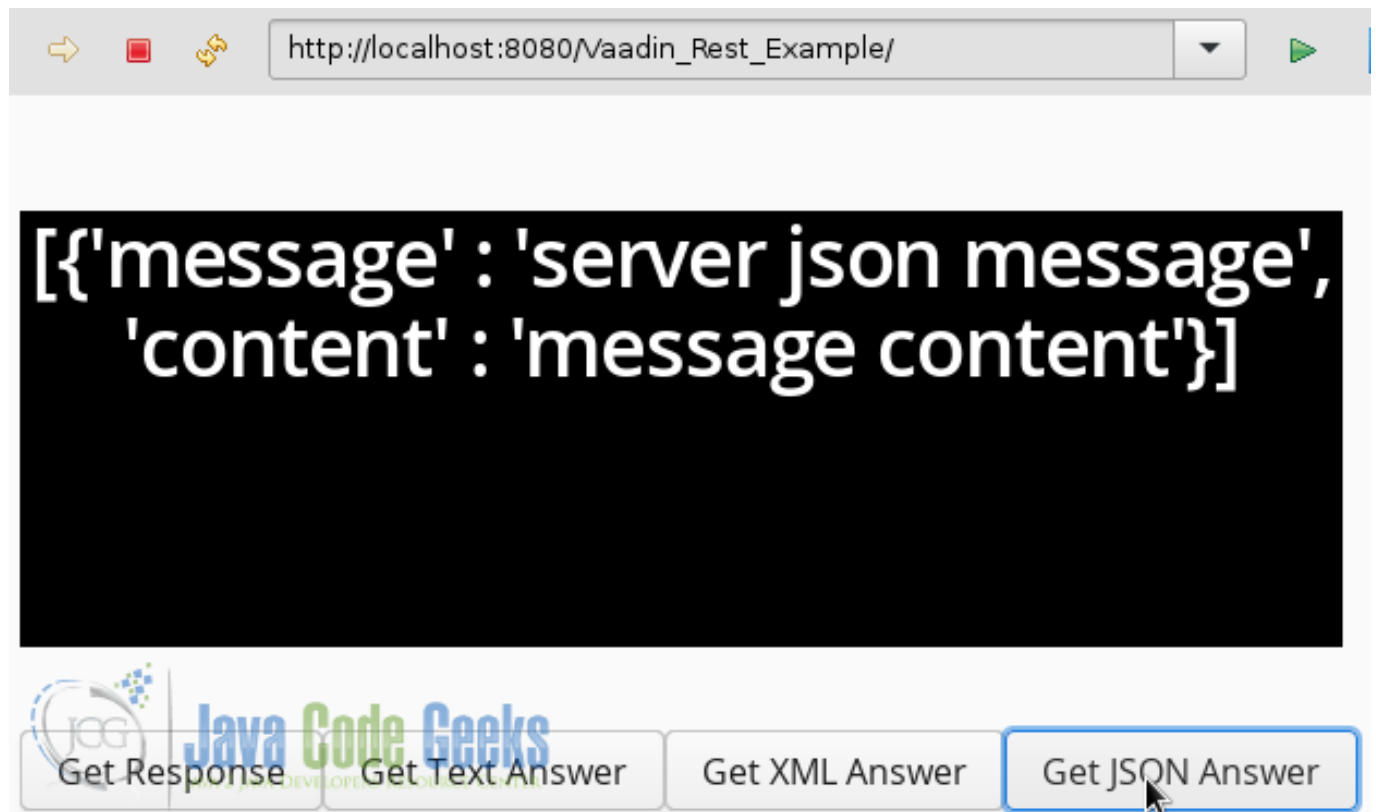 http://localhost:8080/Vaadin_Rest_Example/
[{'message' : 'server json message',
'content' : 'message content'}]
JCG
Java Code Geeks
Get Response
Get Text Answer
Get XML Answer
Get JSON Answer